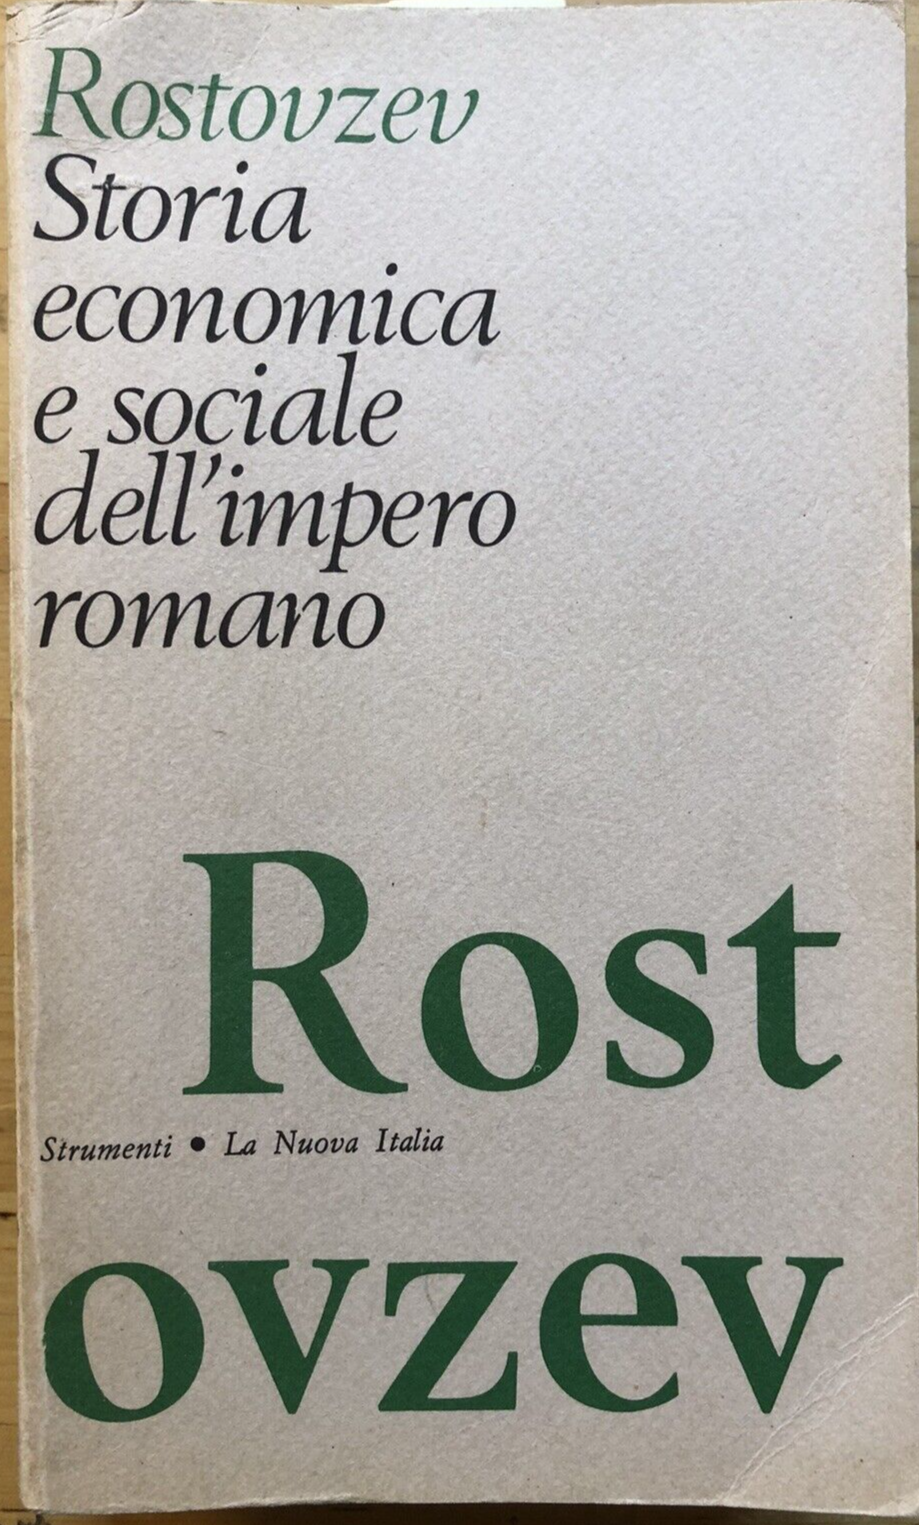 Rostovzev
Storia
economica
e sociale
dell'impero
romano
Rost
Strumenti • La Nuova Italia
ovzev